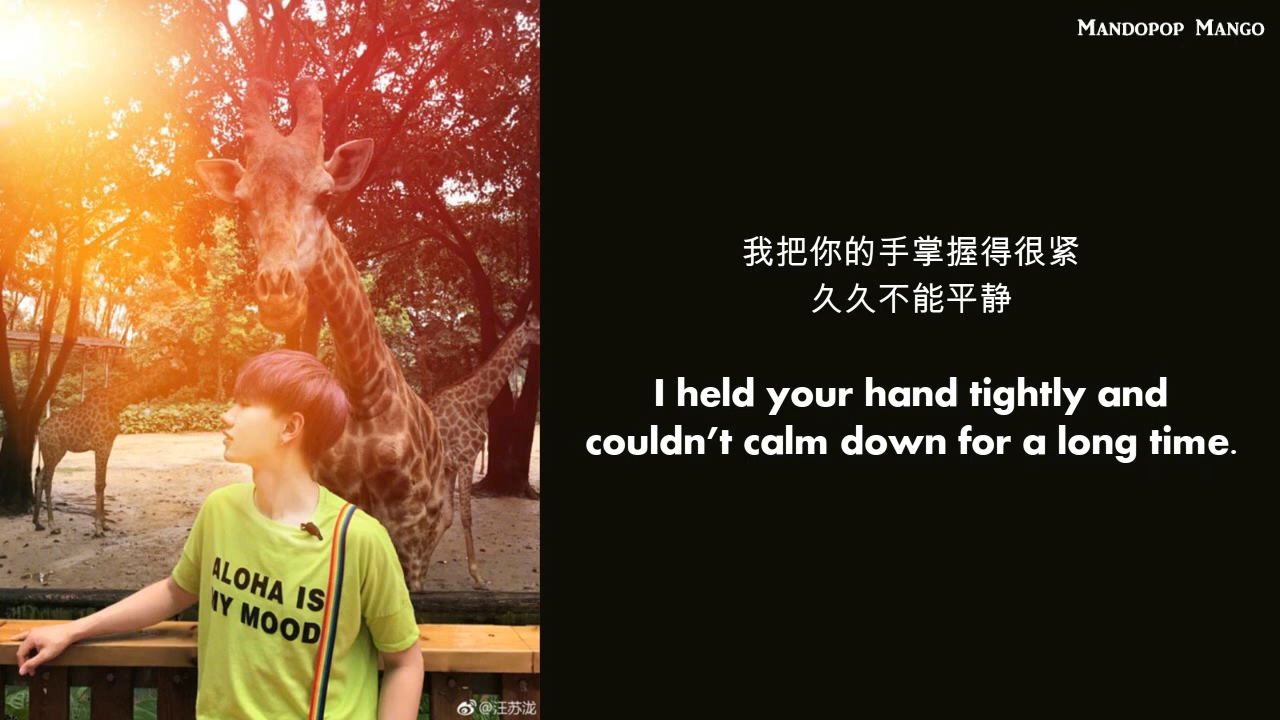 Mandopop Mango
我把你的手掌握得很紧
久久不能平静
I held your hand tightly and
couldn't calm down for a long time.
ALOHA IS
MY MOOD
@汪苏泷